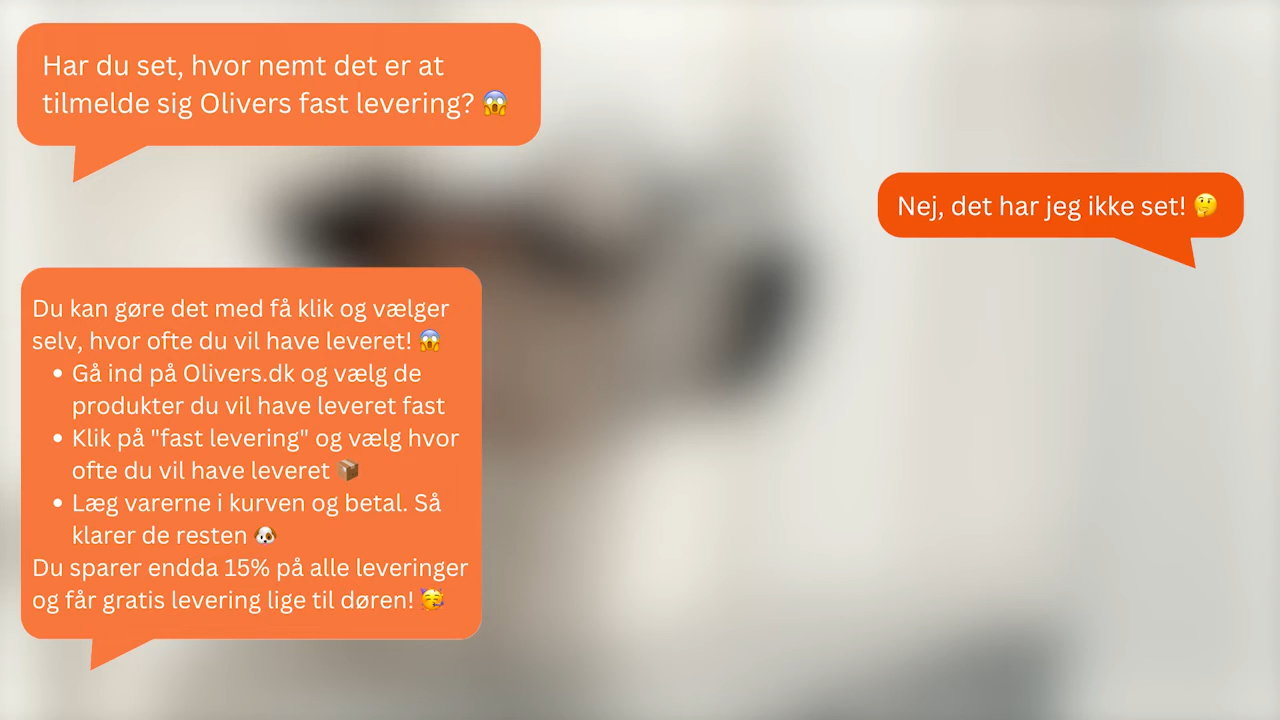 Har du set, hvor nemt det er at
tilmelde sig Olivers fast levering? 😱
Nej, det har jeg ikke set! 🤔
Du kan gøre det med få klik og vælger
selv, hvor ofte du vil have leveret! 😱
• Gå ind på Olivers.dk og vælg de
produkter du vil have leveret fast
• Klik på "fast levering" og vælg hvor
ofte du vil have leveret 📦
• Læg varerne i kurven og betal. Så
klarer de resten 🐶
Du sparer endda 15% på alle leveringer
og får gratis levering lige til døren! 🥳